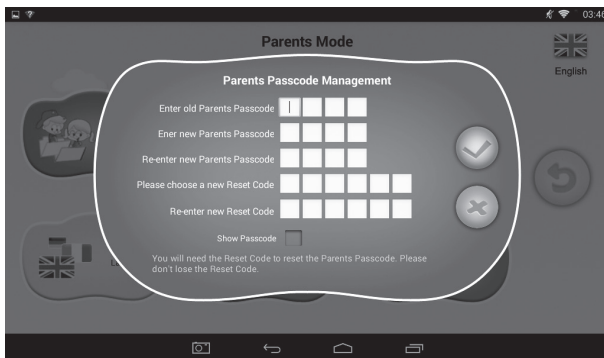 03:46
Parents Mode
English
Parents Passcode Management
Enter old Parents Passcode
Ener new Parents Passcode
Re-enter new Parents Passcode
Please choose a new Reset Code
Re-enter new Reset Code
Show Passcode
You will need the Reset Code to reset the Parents Passcode. Please
don't lose the Reset Code.